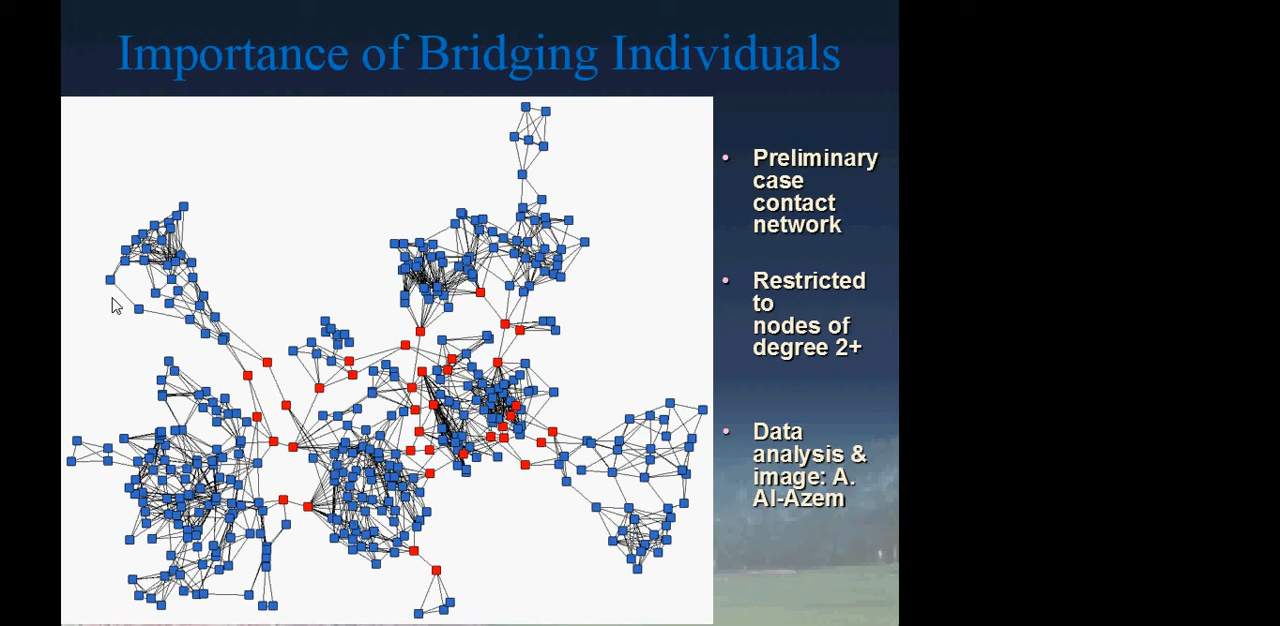 Importance of Bridging Individuals
• Preliminary
case
contact
network
• Restricted
to
nodes of
degree 2+
• Data
analysis &
image: A.
Al-Azem